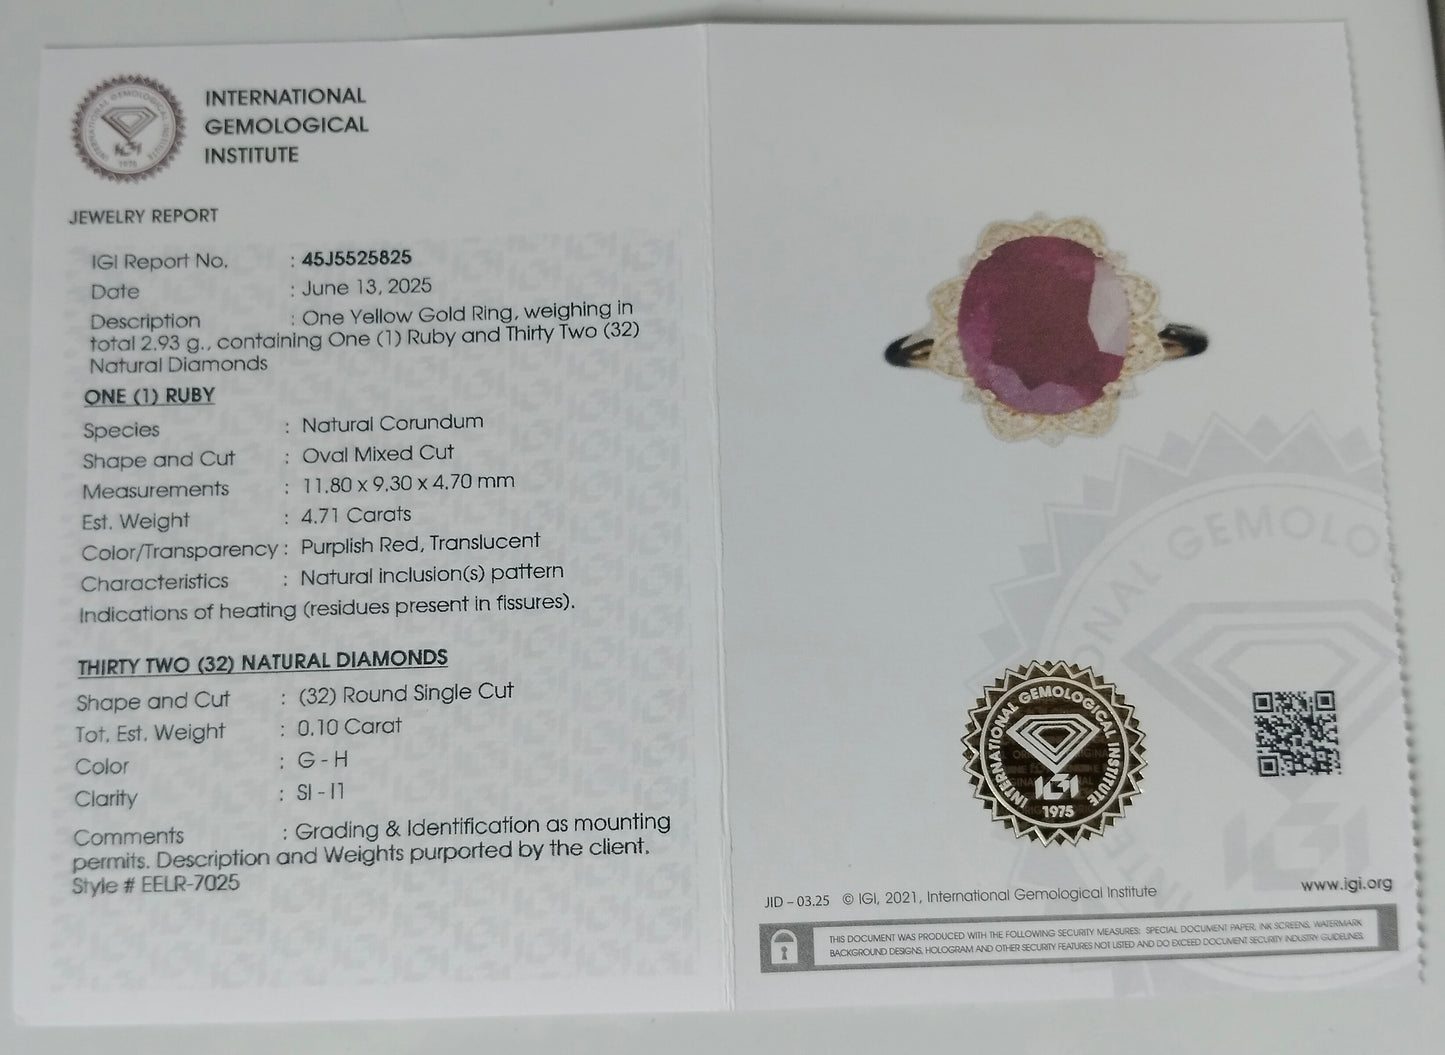 INTERNATIONAL GEMOLOGICAL INSTITUTE
IGI
1975
INTERNATIONAL
GEMOLOGICAL
INSTITUTE
JEWELRY REPORT
IGI Report No. : 45J5525825
Date : June 13, 2025
Description : One Yellow Gold Ring, weighing in
total 2.93 g., containing One (1) Ruby and Thirty Two (32)
Natural Diamonds
ONE (1) RUBY
Species : Natural Corundum
Shape and Cut : Oval Mixed Cut
Measurements : 11.80 x 9.30 x 4.70 mm
Est. Weight : 4.71 Carats
Color/Transparency : Purplish Red, Translucent
Characteristics : Natural inclusion(s) pattern
Indications of heating (residues present in fissures).
THIRTY TWO (32) NATURAL DIAMONDS
Shape and Cut : (32) Round Single Cut
Tot. Est. Weight : 0.10 Carat
Color : G - H
Clarity : SI - I1
Comments : Grading & Identification as mounting
permits. Description and Weights purported by the client.
Style # EELR-7025
GEMOLO
INTERNATIONAL GEMOLOGICAL INSTITUTE
IGI
1975
www.igi.org
JID – 03.25 © IGI, 2021, International Gemological Institute
THIS DOCUMENT WAS PRODUCED WITH THE FOLLOWING SECURITY MEASURES: SPECIAL DOCUMENT PAPER, INK SCREENS, WATERMARK
BACKGROUND DESIGNS, HOLOGRAM AND OTHER SECURITY FEATURES NOT LISTED AND DO EXCEED DOCUMENT SECURITY INDUSTRY GUIDELINES.